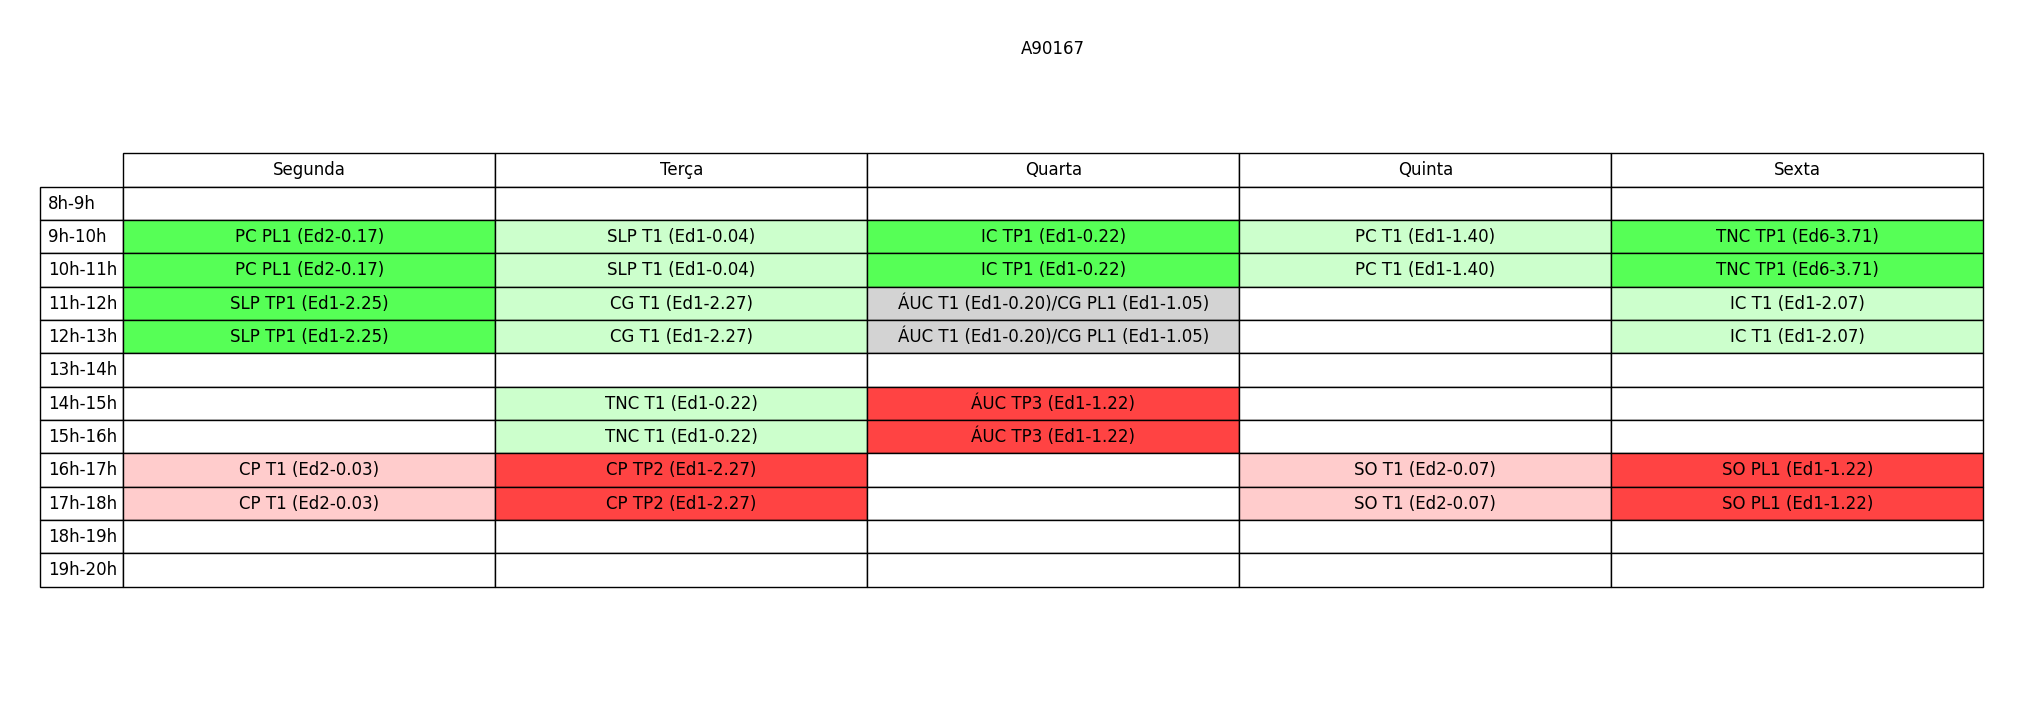 A90167
Segunda Terça Quarta Quinta Sexta
8h-9h
9h-10h PC PL1 (Ed2-0.17) SLP T1 (Ed1-0.04) IC TP1 (Ed1-0.22) PC T1 (Ed1-1.40) TNC TP1 (Ed6-3.71)
10h-11h PC PL1 (Ed2-0.17) SLP T1 (Ed1-0.04) IC TP1 (Ed1-0.22) PC T1 (Ed1-1.40) TNC TP1 (Ed6-3.71)
11h-12h SLP TP1 (Ed1-2.25) CG T1 (Ed1-2.27) ÁUC T1 (Ed1-0.20)/CG PL1 (Ed1-1.05) IC T1 (Ed1-2.07)
12h-13h SLP TP1 (Ed1-2.25) CG T1 (Ed1-2.27) ÁUC T1 (Ed1-0.20)/CG PL1 (Ed1-1.05) IC T1 (Ed1-2.07)
13h-14h
14h-15h TNC T1 (Ed1-0.22) ÁUC TP3 (Ed1-1.22)
15h-16h TNC T1 (Ed1-0.22) ÁUC TP3 (Ed1-1.22)
16h-17h CP T1 (Ed2-0.03) CP TP2 (Ed1-2.27) SO T1 (Ed2-0.07) SO PL1 (Ed1-1.22)
17h-18h CP T1 (Ed2-0.03) CP TP2 (Ed1-2.27) SO T1 (Ed2-0.07) SO PL1 (Ed1-1.22)
18h-19h
19h-20h